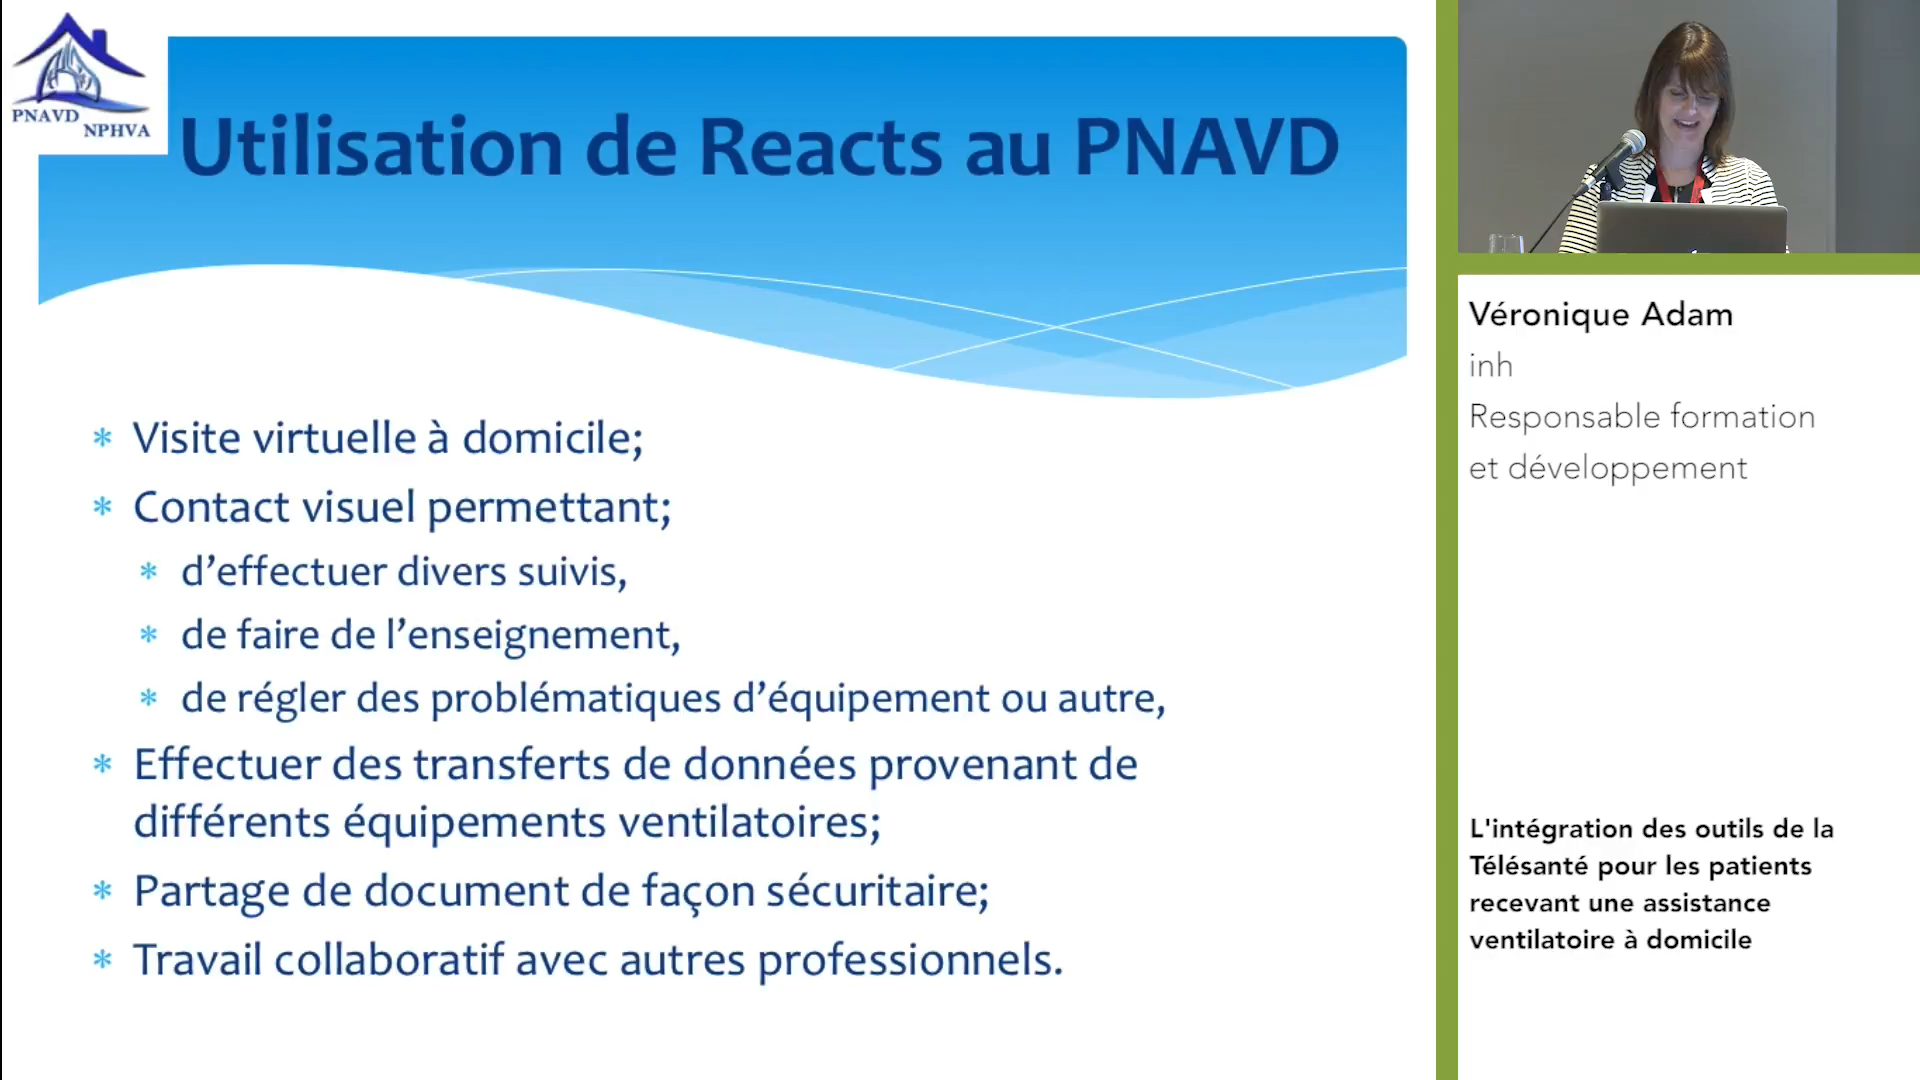 PNAVD
NPHVA
Utilisation de Reacts au PNAVD
* Visite virtuelle à domicile;
* Contact visuel permettant;
* d’effectuer divers suivis,
* de faire de l’enseignement,
* de régler des problématiques d’équipement ou autre,
* Effectuer des transferts de données provenant de
différents équipements ventilatoires;
* Partage de document de façon sécuritaire;
* Travail collaboratif avec autres professionnels.
Véronique Adam
inh
Responsable formation
et développement
L'intégration des outils de la
Télésanté pour les patients
recevant une assistance
ventilatoire à domicile